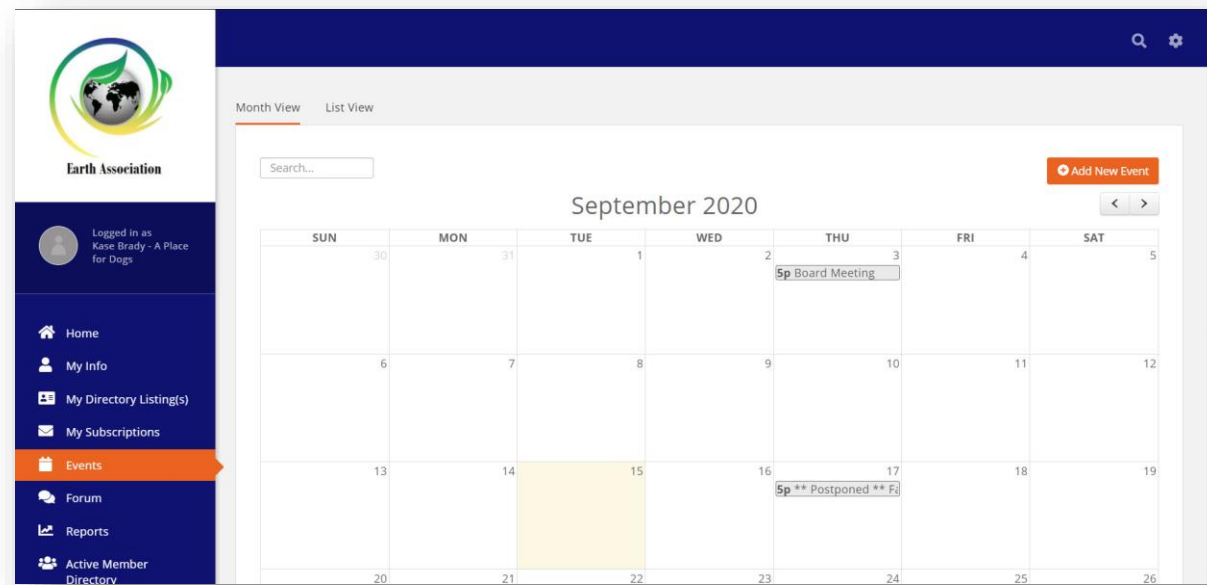 Earth Association
Logged in as
Kase Brady - A Place
for Dogs
Home
My Info
My Directory Listing(s)
My Subscriptions
Events
Forum
Reports
Active Member
Directory
Month View List View
Search...
Add New Event
September 2020
< >
SUN MON TUE WED THU FRI SAT
30 31 1 2 3 4 5
5p Board Meeting
6 7 8 9 10 11 12
13 14 15 16 17 18 19
5p ** Postponed **
20 21 22 23 24 25 26